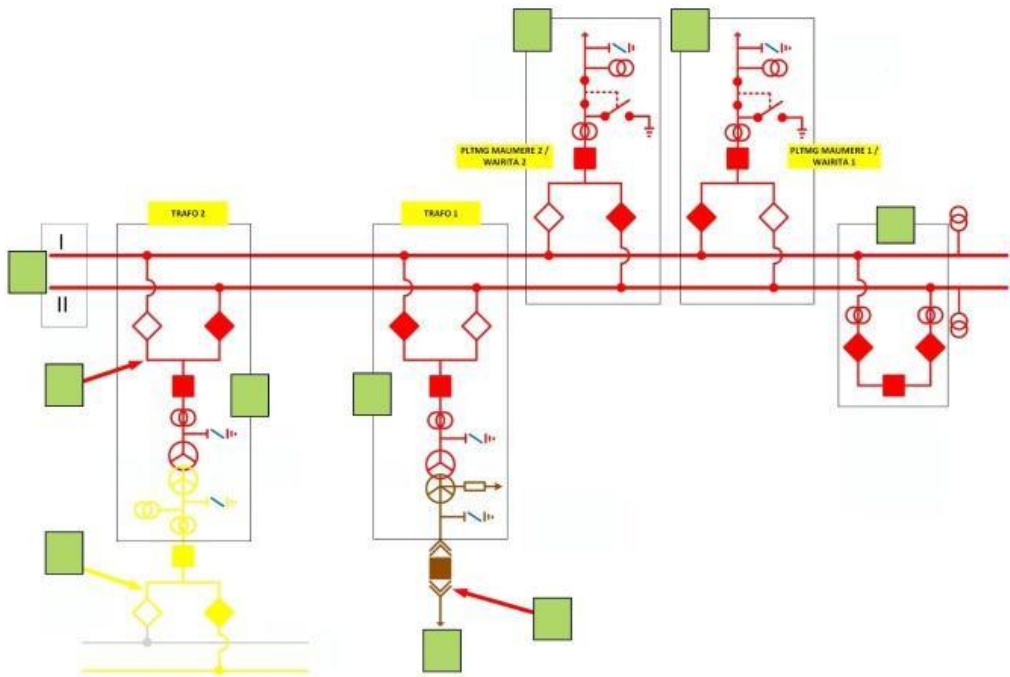 PLTMG MAUMERE 2 /
WAIRITA 2
PLTMG MAUMERE 1 /
WAIRITA 1
TRAFO 2
TRAFO 1
I
II